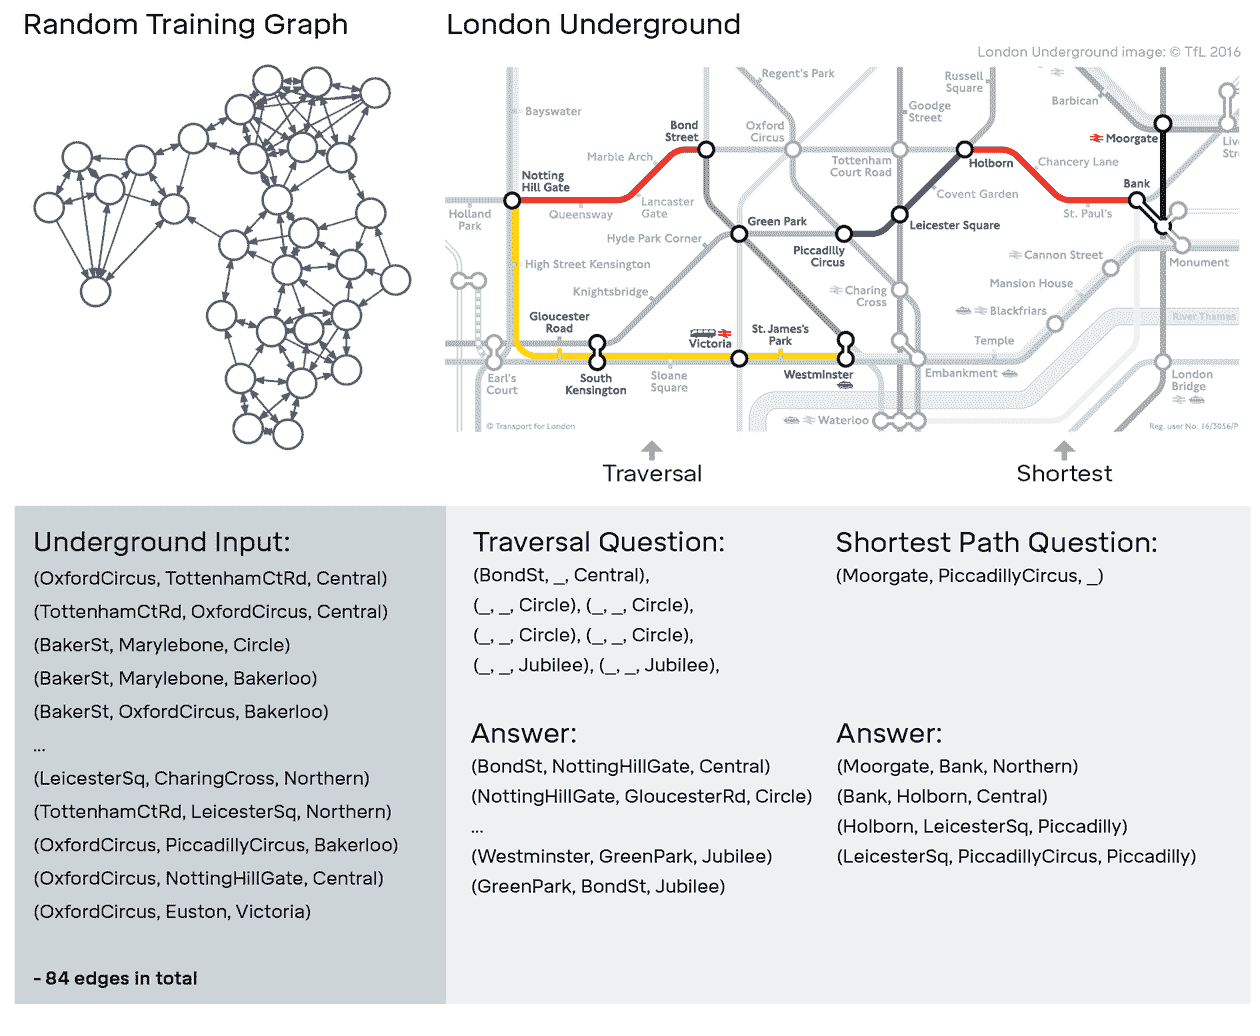 Random Training Graph
London Underground
London Underground image: © TfL 2016
Regent's Park
Russell
Square
Barbican
Bayswater
Goodge
Street
Bond
Street
Oxford
Circus
Moorgate
Marble Arch
Tottenham
Court Road
Holborn
Chancery Lane
Notting
Hill Gate
Bank
Holland
Park
Queensway
Lancaster
Gate
Covent Garden
St. Paul's
Green Park
Leicester Square
Hyde Park Corner
Piccadilly
Circus
Cannon Street
Monument
High Street Kensington
Mansion House
Knightsbridge
Charing
Cross
Blackfriars
River Thames
Gloucester
Road
Victoria
St. James's
Park
Temple
Earl's
Court
South
Kensington
Sloane
Square
Westminster
Embankment
London
Bridge
Waterloo
© Transport for London
Reg. user No. 16/3056/P
Traversal
Shortest
Underground Input:
(OxfordCircus, TottenhamCtRd, Central)
(TottenhamCtRd, OxfordCircus, Central)
(BakerSt, Marylebone, Circle)
(BakerSt, Marylebone, Bakerloo)
(BakerSt, OxfordCircus, Bakerloo)
...
(LeicesterSq, CharingCross, Northern)
(TottenhamCtRd, LeicesterSq, Northern)
(OxfordCircus, PiccadillyCircus, Bakerloo)
(OxfordCircus, NottingHillGate, Central)
(OxfordCircus, Euston, Victoria)
- 84 edges in total
Traversal Question:
(BondSt, _, Central),
(_, _, Circle), (_, _, Circle),
(_, _, Circle), (_, _, Circle),
(_, _, Jubilee), (_, _, Jubilee),
Answer:
(BondSt, NottingHillGate, Central)
(NottingHillGate, GloucesterRd, Circle)
...
(Westminster, GreenPark, Jubilee)
(GreenPark, BondSt, Jubilee)
Shortest Path Question:
(Moorgate, PiccadillyCircus, _)
Answer:
(Moorgate, Bank, Northern)
(Bank, Holborn, Central)
(Holborn, LeicesterSq, Piccadilly)
(LeicesterSq, PiccadillyCircus, Piccadilly)